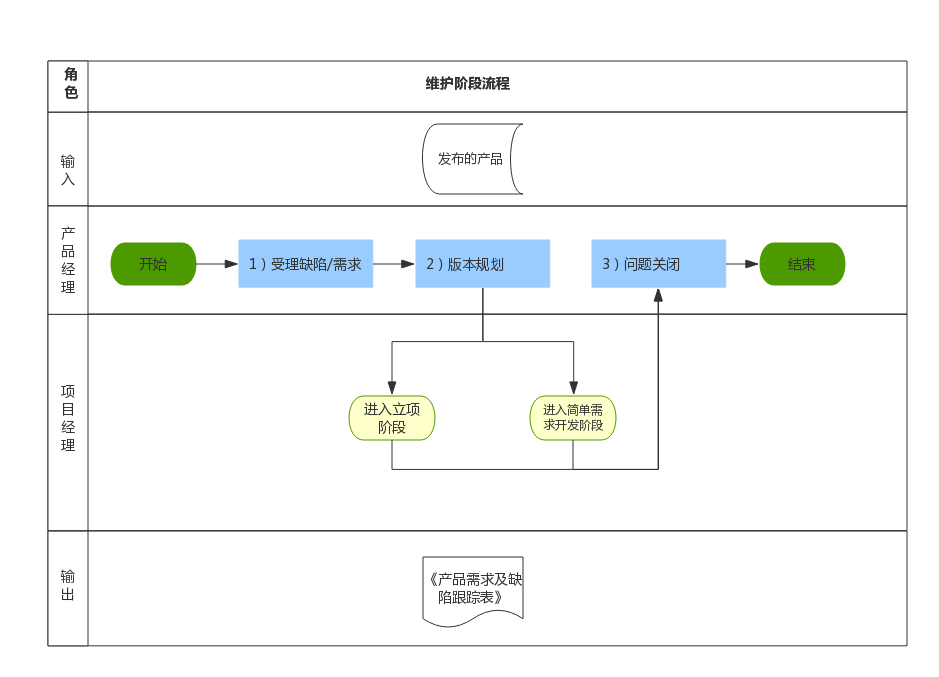 角
色
维护阶段流程
输
入
发布的产品
产
品
经
理
开始
1）受理缺陷/需求
2）版本规划
3）问题关闭
结束
项
目
经
理
进入立项
阶段
进入简单需
求开发阶段
输
出
《产品需求及缺
陷跟踪表》